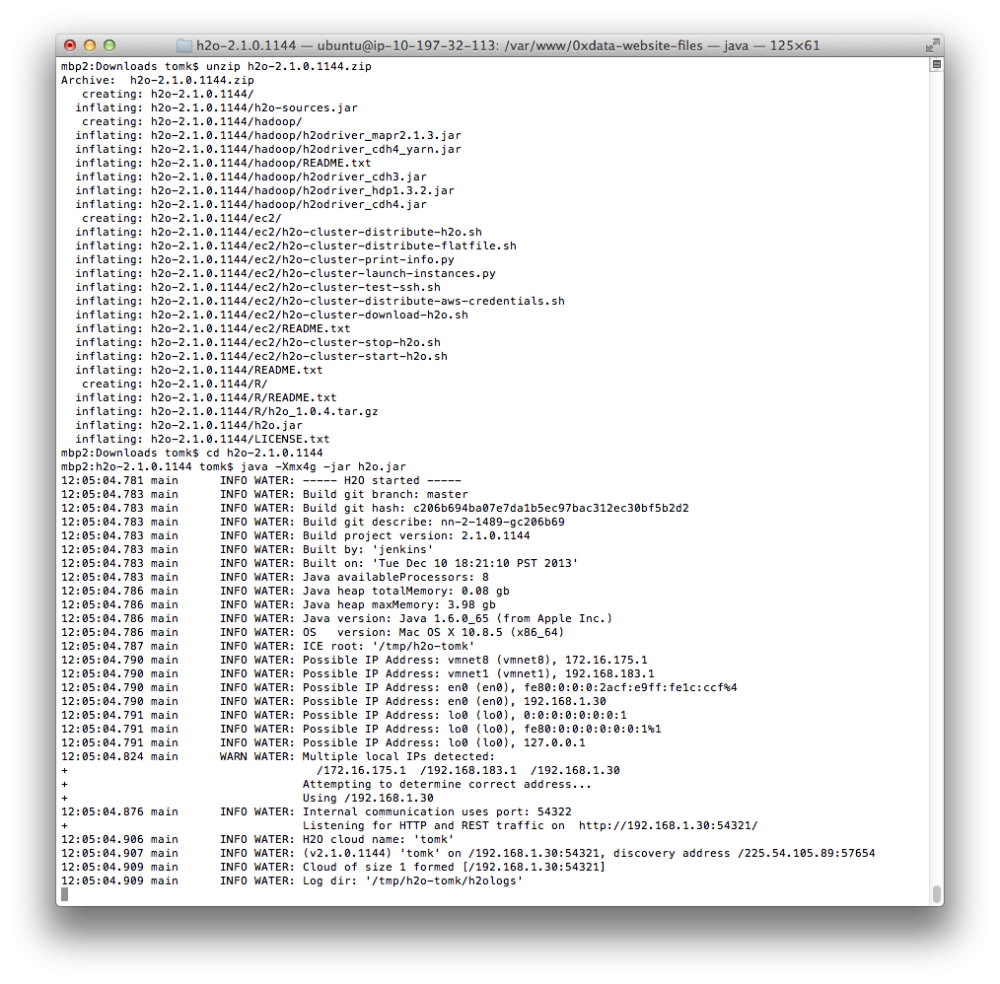 h2o-2.1.0.1144 — ubuntu@ip-10-197-32-113: /var/www/0xdata-website-files — java — 125×61
mbp2:Downloads tomk$ unzip h2o-2.1.0.1144.zip
Archive:  h2o-2.1.0.1144.zip
   creating: h2o-2.1.0.1144/
  inflating: h2o-2.1.0.1144/h2o-sources.jar
   creating: h2o-2.1.0.1144/hadoop/
  inflating: h2o-2.1.0.1144/hadoop/h2odriver_mapr2.1.3.jar
  inflating: h2o-2.1.0.1144/hadoop/h2odriver_cdh4_yarn.jar
  inflating: h2o-2.1.0.1144/hadoop/README.txt
  inflating: h2o-2.1.0.1144/hadoop/h2odriver_cdh3.jar
  inflating: h2o-2.1.0.1144/hadoop/h2odriver_hdp1.3.2.jar
  inflating: h2o-2.1.0.1144/hadoop/h2odriver_cdh4.jar
   creating: h2o-2.1.0.1144/ec2/
  inflating: h2o-2.1.0.1144/ec2/h2o-cluster-distribute-h2o.sh
  inflating: h2o-2.1.0.1144/ec2/h2o-cluster-distribute-flatfile.sh
  inflating: h2o-2.1.0.1144/ec2/h2o-cluster-print-info.py
  inflating: h2o-2.1.0.1144/ec2/h2o-cluster-launch-instances.py
  inflating: h2o-2.1.0.1144/ec2/h2o-cluster-test-ssh.sh
  inflating: h2o-2.1.0.1144/ec2/h2o-cluster-distribute-aws-credentials.sh
  inflating: h2o-2.1.0.1144/ec2/h2o-cluster-download-h2o.sh
  inflating: h2o-2.1.0.1144/ec2/README.txt
  inflating: h2o-2.1.0.1144/ec2/h2o-cluster-stop-h2o.sh
  inflating: h2o-2.1.0.1144/ec2/h2o-cluster-start-h2o.sh
  inflating: h2o-2.1.0.1144/README.txt
   creating: h2o-2.1.0.1144/R/
  inflating: h2o-2.1.0.1144/R/README.txt
  inflating: h2o-2.1.0.1144/R/h2o_1.0.4.tar.gz
  inflating: h2o-2.1.0.1144/h2o.jar
  inflating: h2o-2.1.0.1144/LICENSE.txt
mbp2:Downloads tomk$ cd h2o-2.1.0.1144
mbp2:h2o-2.1.0.1144 tomk$ java -Xmx4g -jar h2o.jar
12:05:04.781 main      INFO WATER: ----- H2O started -----
12:05:04.783 main      INFO WATER: Build git branch: master
12:05:04.783 main      INFO WATER: Build git hash: c206b694ba07e7da1b5ec97bac312ec30bf5b2d2
12:05:04.783 main      INFO WATER: Build git describe: nn-2-1489-gc206b69
12:05:04.783 main      INFO WATER: Build project version: 2.1.0.1144
12:05:04.783 main      INFO WATER: Built by: 'jenkins'
12:05:04.783 main      INFO WATER: Built on: 'Tue Dec 10 18:21:10 PST 2013'
12:05:04.783 main      INFO WATER: Java availableProcessors: 8
12:05:04.786 main      INFO WATER: Java heap totalMemory: 0.08 gb
12:05:04.786 main      INFO WATER: Java heap maxMemory: 3.98 gb
12:05:04.786 main      INFO WATER: Java version: Java 1.6.0_65 (from Apple Inc.)
12:05:04.786 main      INFO WATER: OS   version: Mac OS X 10.8.5 (x86_64)
12:05:04.787 main      INFO WATER: ICE root: '/tmp/h2o-tomk'
12:05:04.790 main      INFO WATER: Possible IP Address: vmnet8 (vmnet8), 172.16.175.1
12:05:04.790 main      INFO WATER: Possible IP Address: vmnet1 (vmnet1), 192.168.183.1
12:05:04.790 main      INFO WATER: Possible IP Address: en0 (en0), fe80:0:0:0:2acf:e9ff:fe1c:ccf%4
12:05:04.790 main      INFO WATER: Possible IP Address: en0 (en0), 192.168.1.30
12:05:04.791 main      INFO WATER: Possible IP Address: lo0 (lo0), 0:0:0:0:0:0:0:1
12:05:04.791 main      INFO WATER: Possible IP Address: lo0 (lo0), fe80:0:0:0:0:0:0:1%1
12:05:04.791 main      INFO WATER: Possible IP Address: lo0 (lo0), 127.0.0.1
12:05:04.824 main      WARN WATER: Multiple local IPs detected:
+                                    /172.16.175.1  /192.168.183.1  /192.168.1.30
+                                  Attempting to determine correct address...
+                                  Using /192.168.1.30
12:05:04.876 main      INFO WATER: Internal communication uses port: 54322
+                                  Listening for HTTP and REST traffic on  http://192.168.1.30:54321/
12:05:04.906 main      INFO WATER: H2O cloud name: 'tomk'
12:05:04.907 main      INFO WATER: (v2.1.0.1144) 'tomk' on /192.168.1.30:54321, discovery address /225.54.105.89:57654
12:05:04.909 main      INFO WATER: Cloud of size 1 formed [/192.168.1.30:54321]
12:05:04.909 main      INFO WATER: Log dir: '/tmp/h2o-tomk/h2ologs'